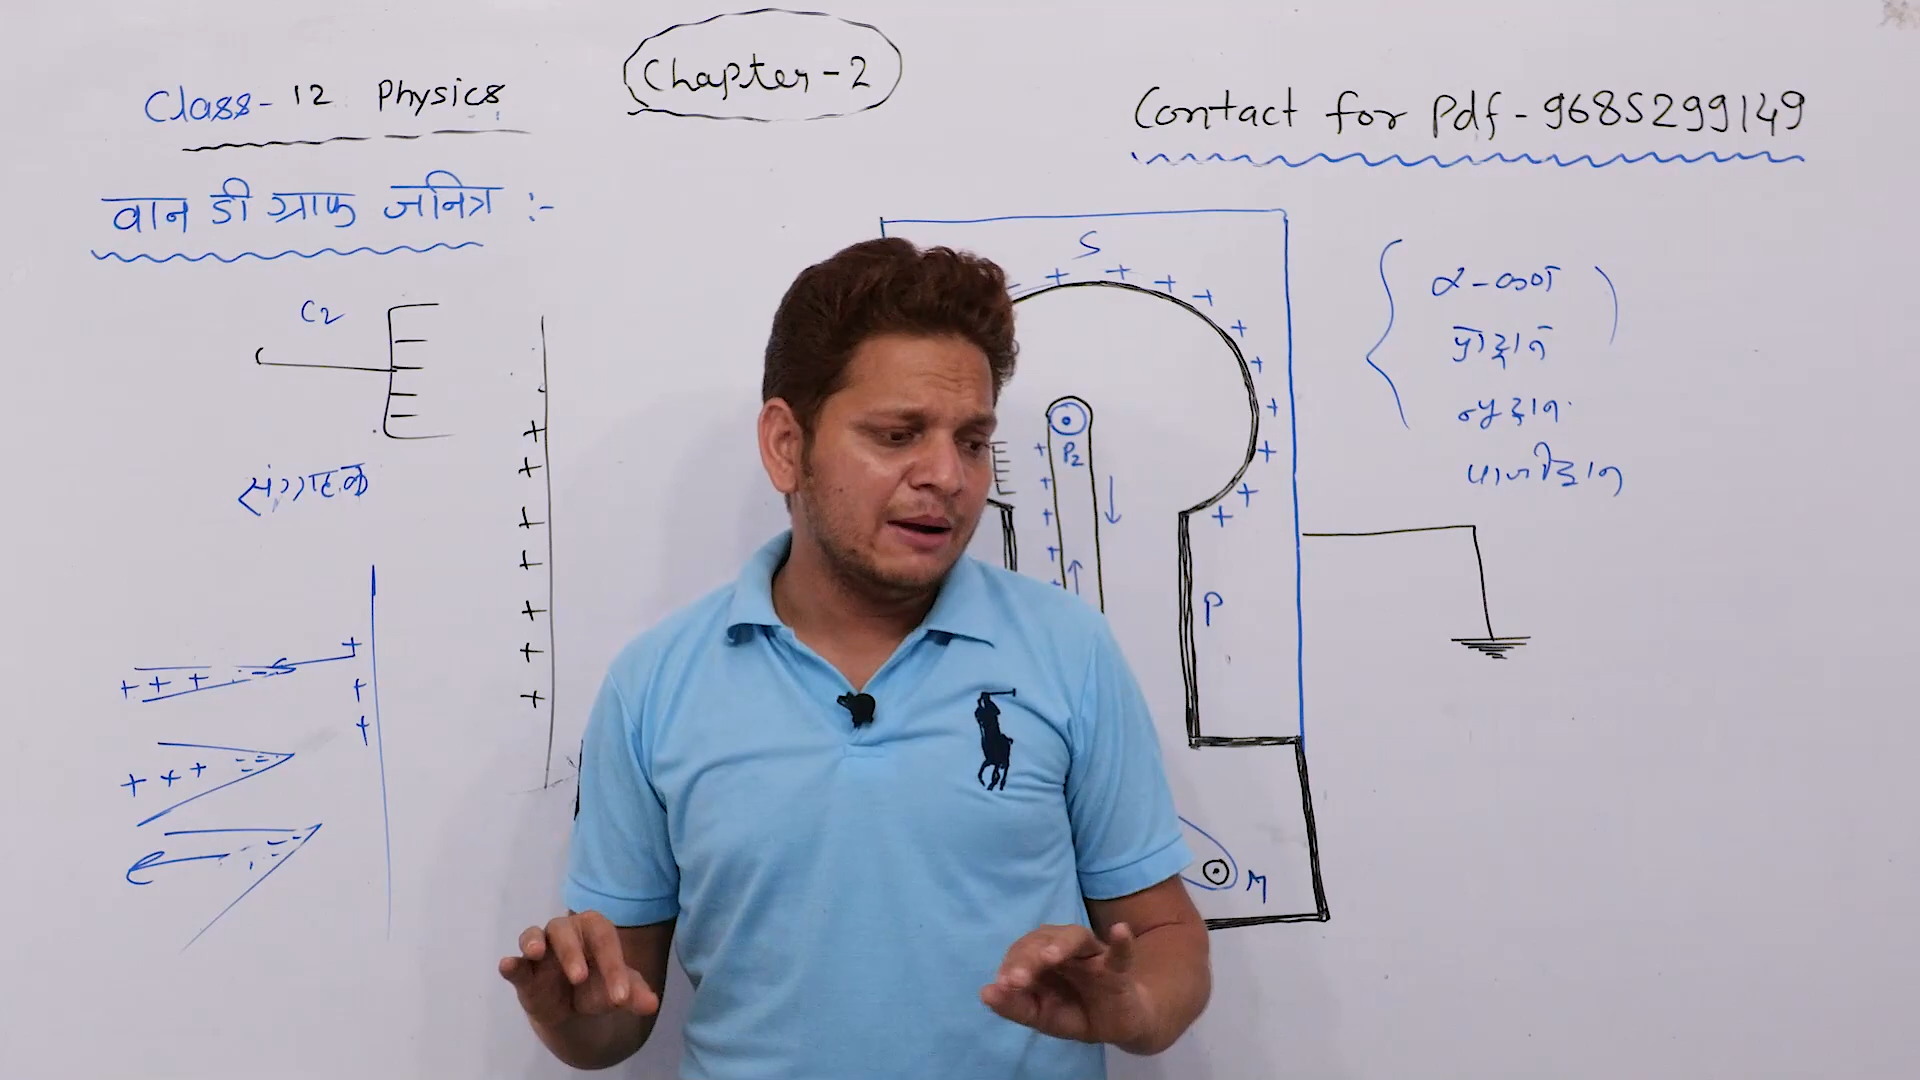 Class- 12 Physics
Chapter-2
Contact for Pdf - 9685299149
वान डी ग्राफ जनित्र :-
S
C2
α-कण
प्रोट्रान
न्यूट्रान
P2
संग्राहक
P
M